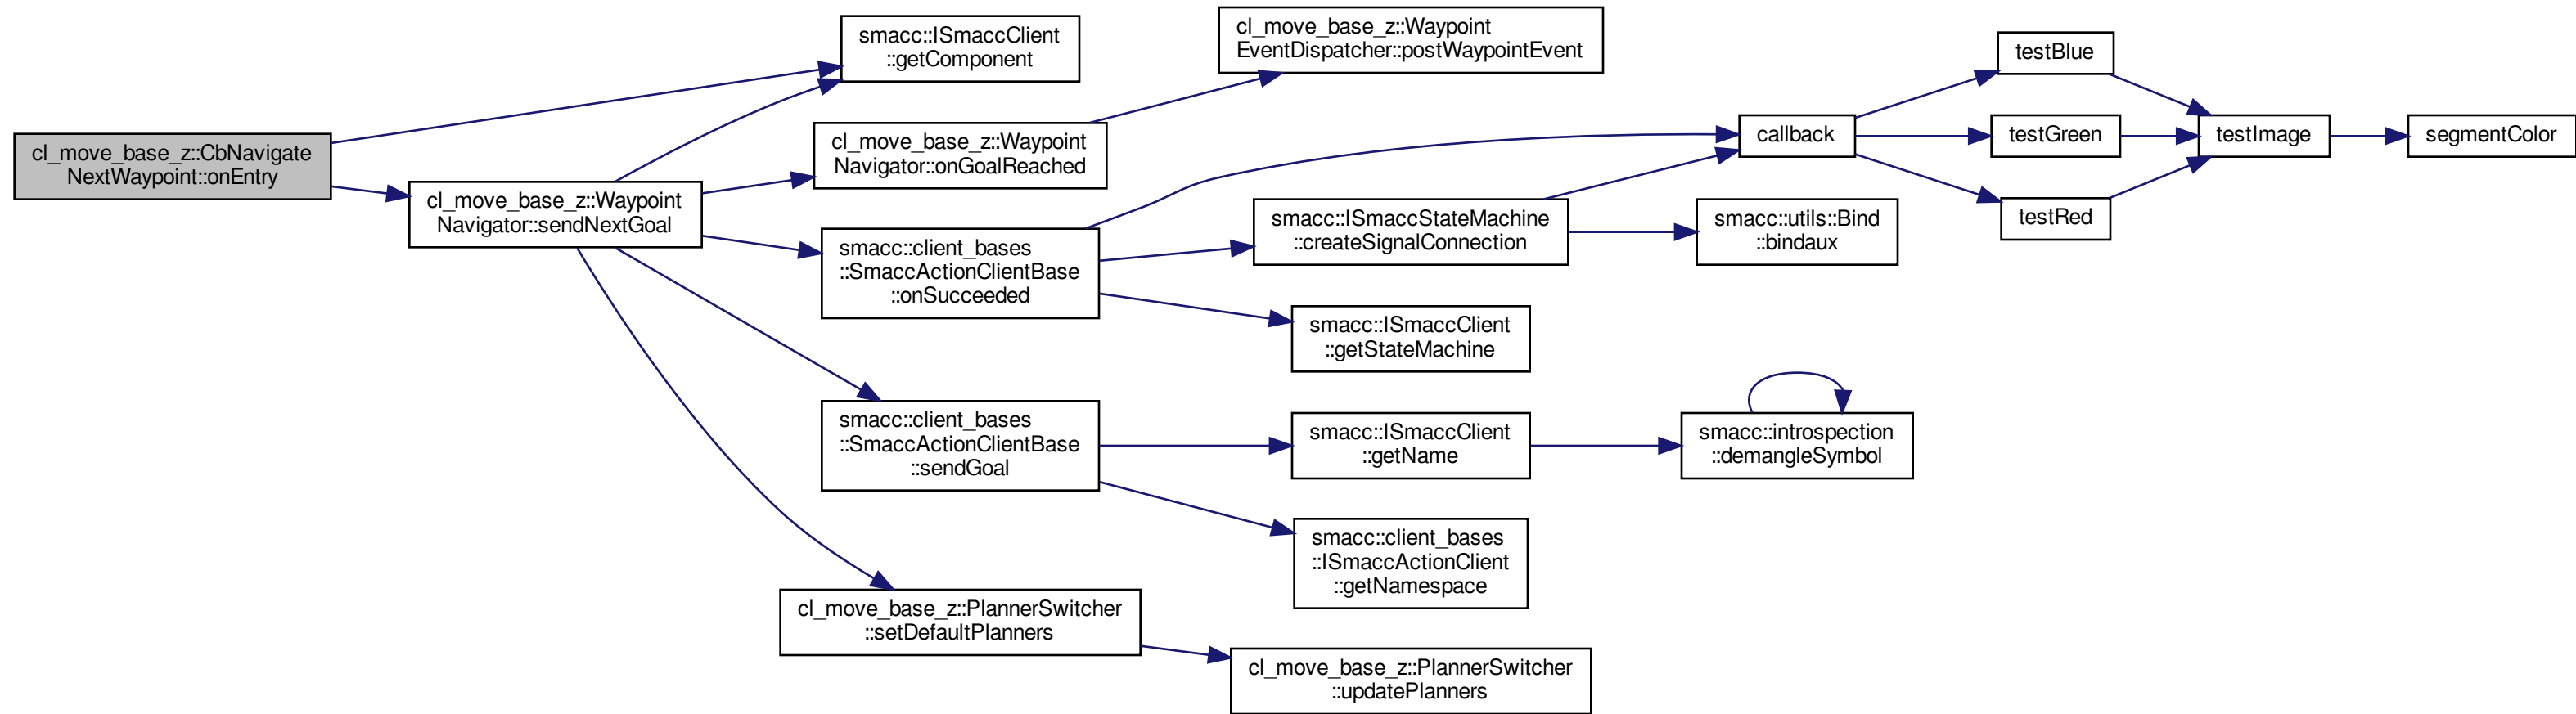 cl_move_base_z::CbNavigate
NextWaypoint::onEntry
cl_move_base_z::Waypoint
Navigator::sendNextGoal
smacc::ISmaccClient
::getComponent
cl_move_base_z::Waypoint
Navigator::onGoalReached
smacc::client_bases
::SmaccActionClientBase
::onSucceeded
smacc::client_bases
::SmaccActionClientBase
::sendGoal
cl_move_base_z::PlannerSwitcher
::setDefaultPlanners
cl_move_base_z::Waypoint
EventDispatcher::postWaypointEvent
smacc::ISmaccStateMachine
::createSignalConnection
smacc::ISmaccClient
::getStateMachine
smacc::ISmaccClient
::getName
smacc::client_bases
::ISmaccActionClient
::getNamespace
cl_move_base_z::PlannerSwitcher
::updatePlanners
callback
smacc::utils::Bind
::bindaux
smacc::introspection
::demangleSymbol
testBlue
testGreen
testRed
testImage
segmentColor